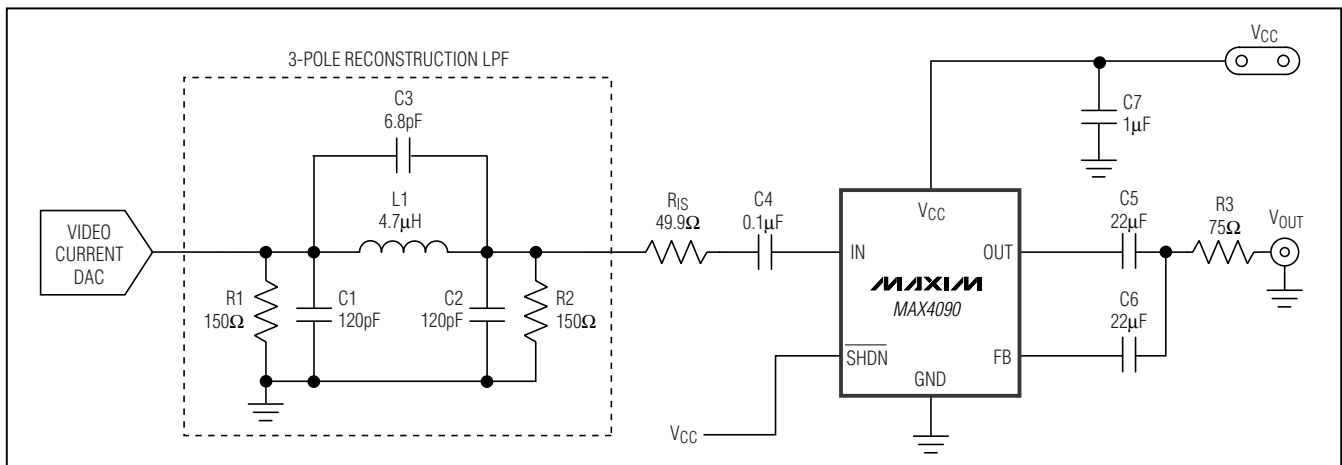 3-POLE RECONSTRUCTION LPF
VCC
C3
6.8pF
C7
1µF
L1
4.7µH
RIS
49.9Ω
C4
0.1µF
VCC
C5
22µF
R3
75Ω
VOUT
VIDEO
CURRENT
DAC
IN
OUT
MAXIM
MAX4090
R1
150Ω
C1
120pF
C2
120pF
R2
150Ω
C6
22µF
SHDN
FB
GND
VCC